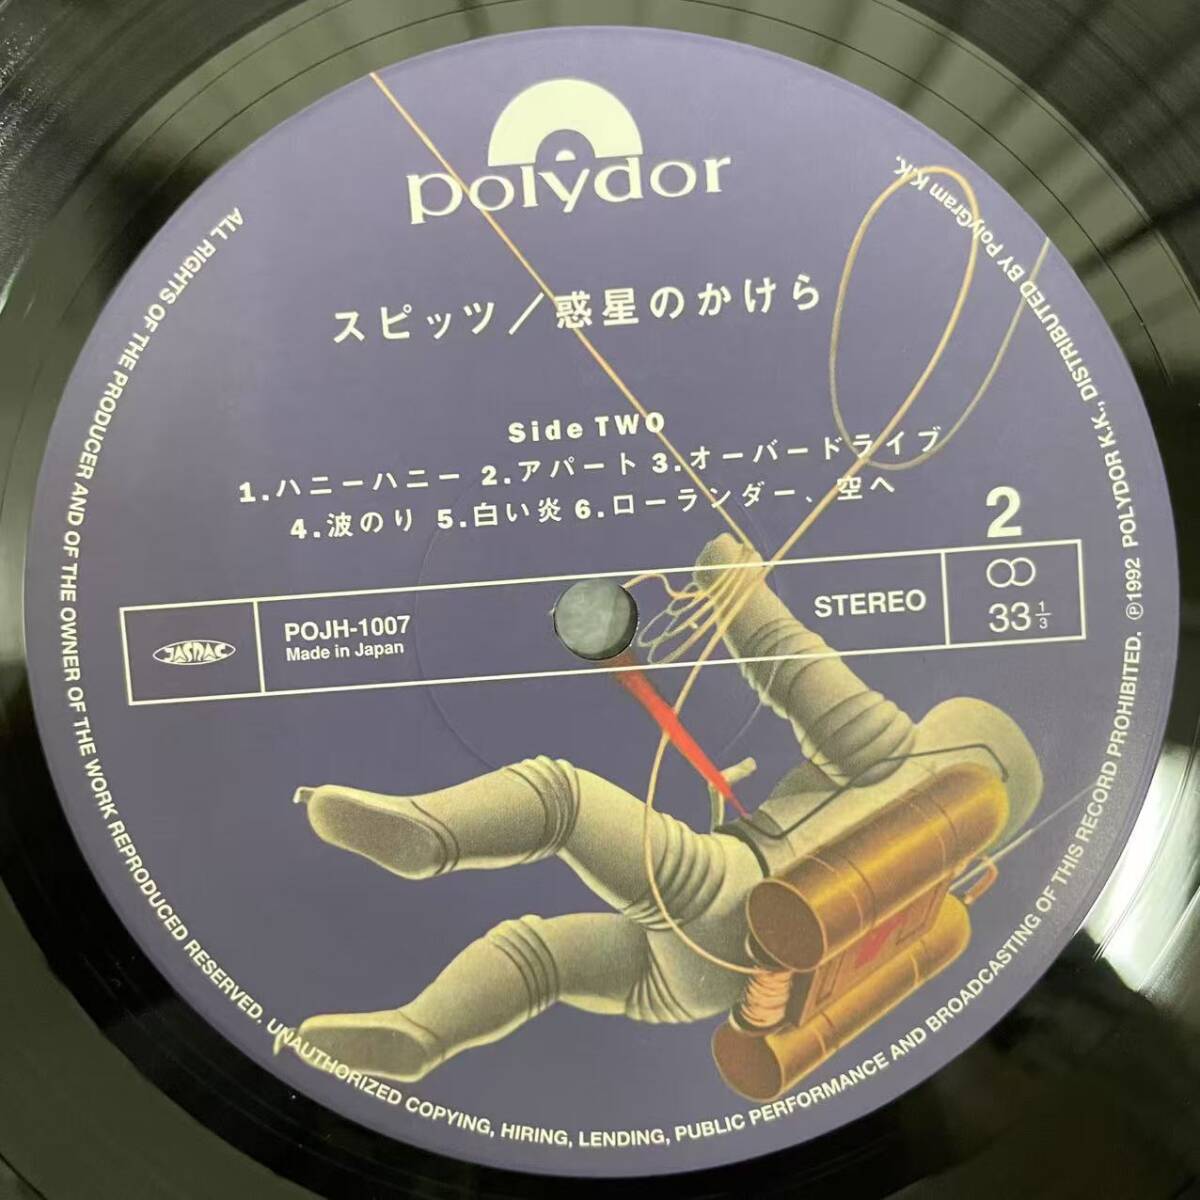 polydor
スピッツ/惑星のかけら
Side TWO
1.ハニーハニー 2.アパート 3.オーバードライブ
4.波のり 5.白い炎 6.ローランダー、空へ
2
JASRAC
POJH-1007
Made in Japan
STEREO
33 1/3
ALL RIGHTS OF THE PRODUCER AND OF THE OWNER OF THE WORK REPRODUCED RESERVED. UNAUTHORIZED COPYING, HIRING, LENDING, PUBLIC PERFORMANCE AND BROADCASTING OF THIS RECORD PROHIBITED. Ⓟ1992 POLYDOR K.K., DISTRIBUTED BY PolyGram K.K.